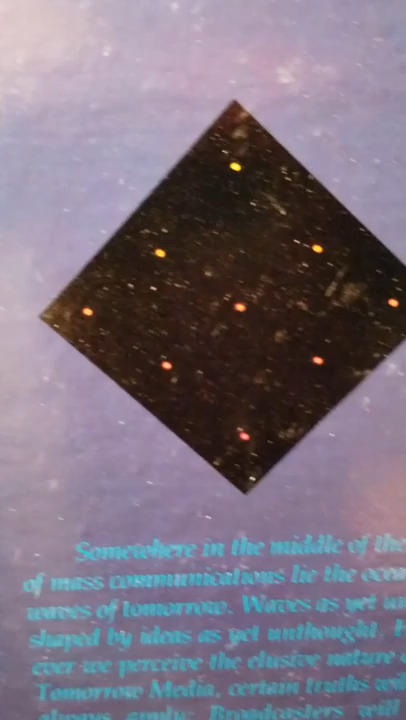 Somewhere in the middle of the
of mass communications lie the
waves of tomorrow. Waves as yet
shaped by ideas as yet unthought.
ever we perceive the elusive nature
Tomorrow Media, certain truths will
always apply: Broadcasters will